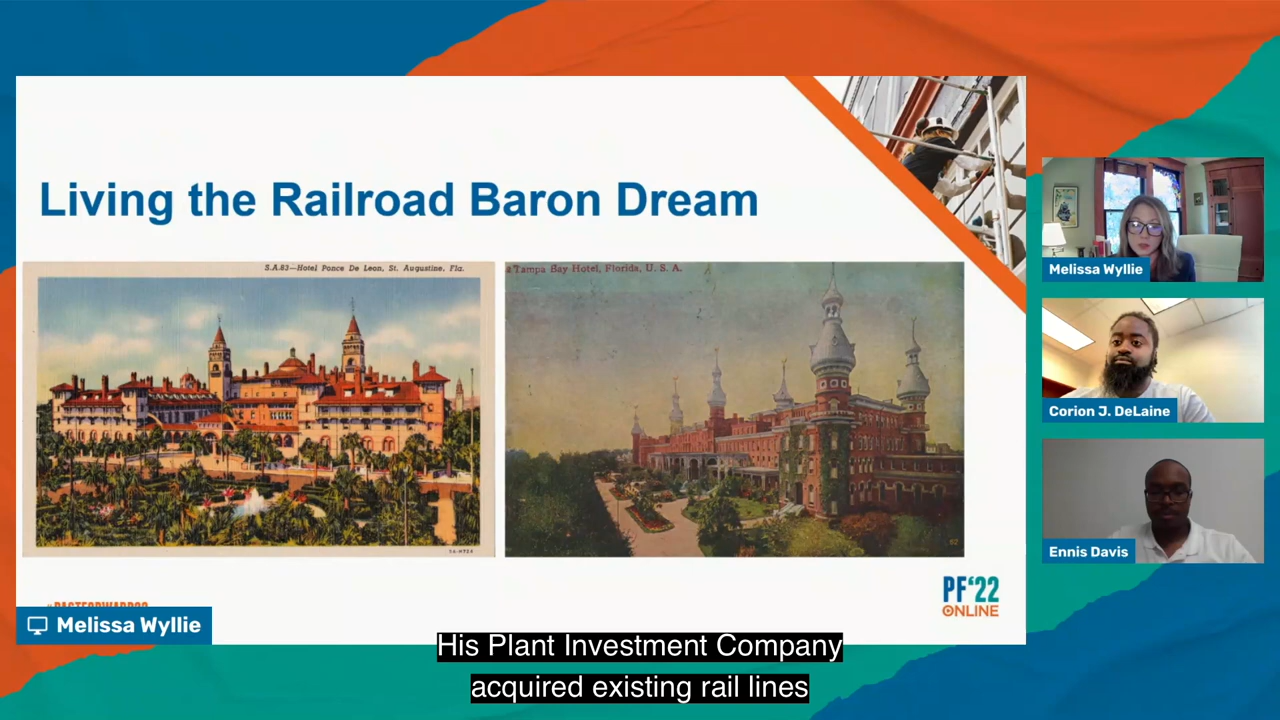 Living the Railroad Baron Dream
S.A.83—Hotel Ponce De Leon, St. Augustine, Fla.
Tampa Bay Hotel, Florida, U. S. A.
Melissa Wyllie
Corion J. DeLaine
Ennis Davis
PF‘22
ONLINE
Melissa Wyllie
His Plant Investment Company
acquired existing rail lines